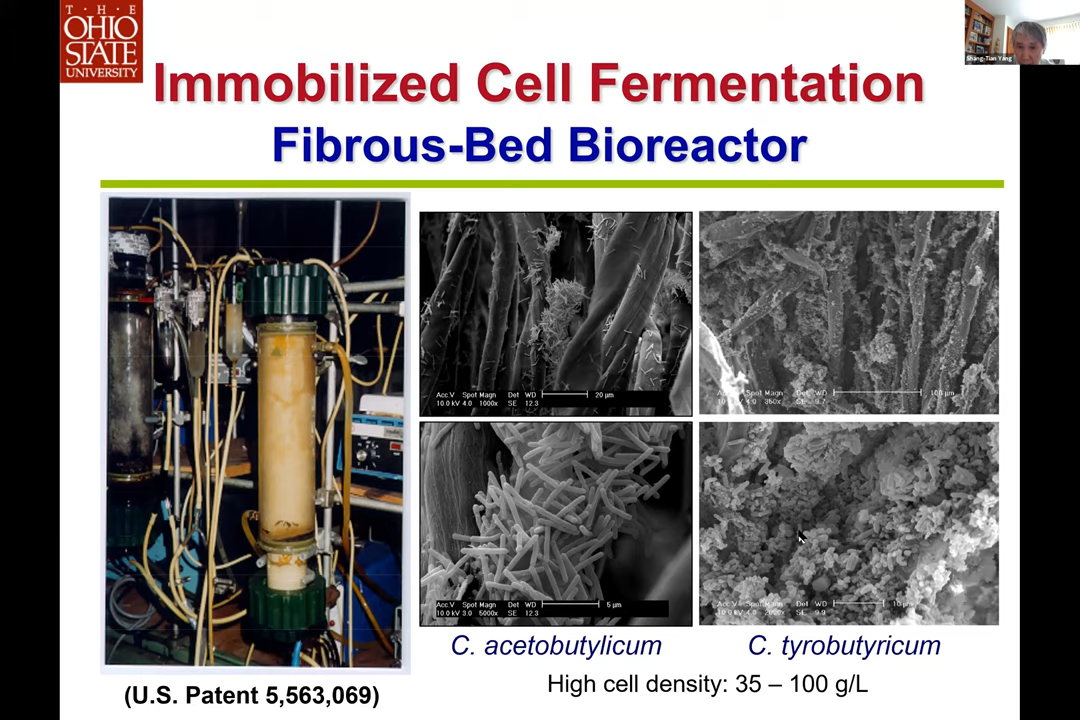 T · H · E
OHIO
STATE
UNIVERSITY
Shang-Tian Yang
Immobilized Cell Fermentation
Fibrous-Bed Bioreactor
Acc.V Spot Magn Det WD 20 µm
10.0 kV 4.0 1000x SE 12.3
Acc.V Spot Magn Det WD 100 µm
4.0 350x SE 9.7
Acc.V Spot Magn Det WD 5 µm
10.0 kV 3.0 5000x SE 12.3
Acc.V Spot Magn Det WD 10 µm
10.0 kV 4.0 2000x SE 9.9
C. acetobutylicum
C. tyrobutyricum
High cell density: 35 – 100 g/L
(U.S. Patent 5,563,069)